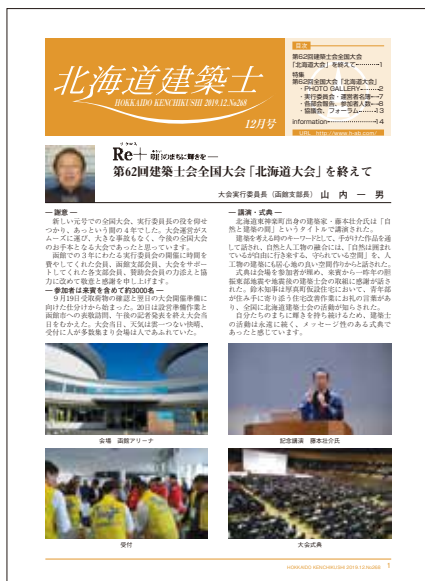 北海道建築士
HOKKAIDO KENCHIKUSHI 2019.12.No268
12月号
目次
第62回建築士会全国大会
「北海道大会」を終えて…………1
特集
第62回全国大会「北海道大会」
・PHOTO GALLERY……2
・実行委員会・運営者名簿……7
・各部会報告、参加者人数……8
・協議会、フォーラム……13
information……14
URL http://www.h-ab.com/
Re+ 明日のまちに輝きを―
第62回建築士会全国大会「北海道大会」を終えて
大会実行委員長（函館支部長） 山 内 一 男
― 謝意 ―
新しい元号での全国大会、実行委員長の役を仰せ
つかり、あっという間の4年でした。大会運営がス
ムーズに運び、大きな事故もなく、今後の全国大会
のお手本となる大会であったと思っています。
函館での3年にわたる実行委員会の開催に時間を
費やしてくれた会員、函館支部会員、大会をサポー
トしてくれた各支部会員、賛助会員の力添えと協
力に改めて敬意と感謝を申し上げます。
― 参加者は来賓を含めて約3000名 ―
9月19日受取荷物の確認と翌日の大会開催準備に
向けた仕分けから始まった。20日は設営準備作業と
函館市への表敬訪問、午後の記者発表を終え大会当
日をむかえた。大会当日、天気は雲一つない快晴、
受付に人が多数集まり会場は人であふれていた。
― 講演・式典 ―
北海道東神楽町出身の建築家・藤本壮介氏は「自
然と建築の間」というタイトルで講演された。
建築を考える時のキーワードとして、手がけた作品を通
して話され、自然と人工物の融合には、「自然は囲まれ
ているが自由に行き来する、守られている空間」を、人
工物の建築にも居心地の良い空間作りからと話された。
式典は会場を参加者が埋め、来賓から一昨年の胆
振東部地震や地震後の建築士会の取組に感謝が話さ
れた。鈴木知事は厚真町仮設住宅において、青年部
が住み手に寄り添う住宅改善作業にお礼の言葉があ
り、全国に北海道建築士会の活動が知らされた。
自分たちのまちに輝きを持ち続けるため、建築士
の活動は永遠に続く、メッセージ性のある式典で
あったと感じています。
会場 函館アリーナ
記念講演 藤本壮介氏
受付
大会式典
HOKKAIDO KENCHIKUSHI 2019.12.No268 1